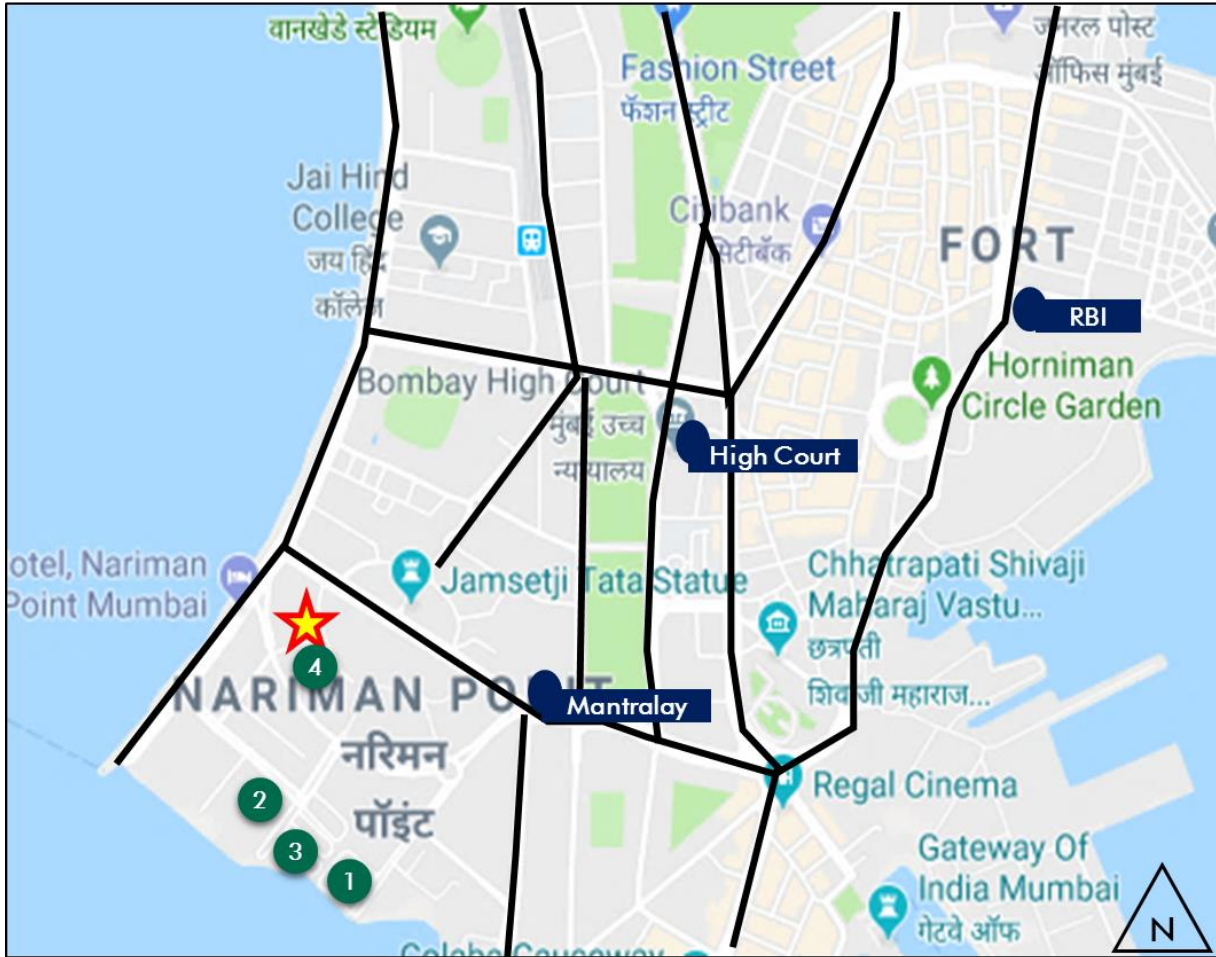 वानखेडे स्टेडियम
Fashion Street
फॅशन स्ट्रीट
जनरल पोस्ट
ऑफिस मुंबई
Jai Hind
College
जय हिंद
कॉलेज
Citibank
सिटीबँक
FORT
RBI
Horniman
Circle Garden
Bombay High Court
मुंबई उच्च
न्यायालय
High Court
otel, Nariman
Point Mumbai
Jamsetji Tata Statue
Chhatrapati Shivaji
Maharaj Vastu...
छत्रपती
शिवाजी महाराज...
4
NARIMAN POINT
Mantralay
नरिमन
पॉइंट
2
3
1
Regal Cinema
Gateway Of
India Mumbai
गेटवे ऑफ
Colaba Causeway
N